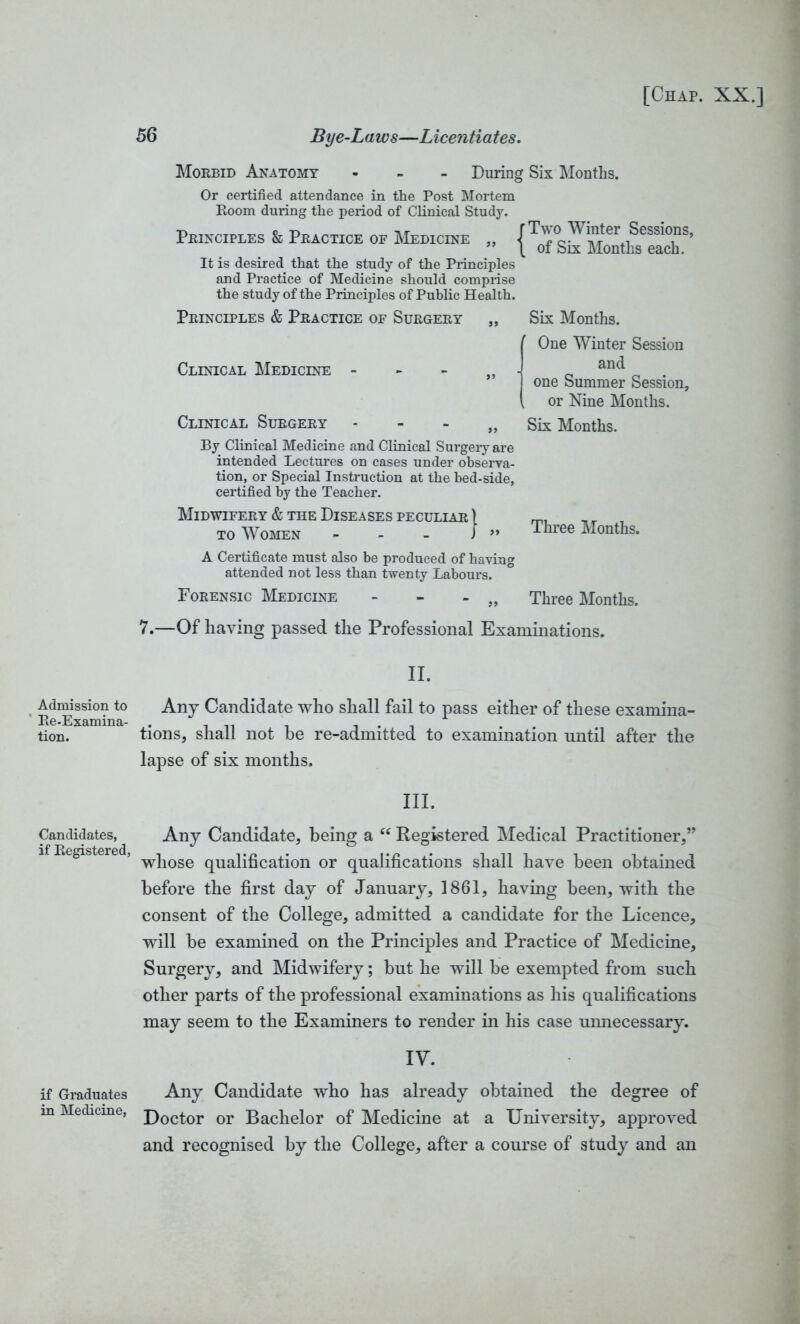 [Chap. XX.]
56 Bye-Laws—Licentiates.
Morbid Anatomy - - - During Six Months.
Or certified attendance in the Post Mortem
Room during the period of Clinical Study.
Principles & Practice of Medicine „ { Two Winter Sessions,
of Six Months each.
It is desired that the study of the Principles
and Practice of Medicine should comprise
the study of the Principles of Public Health.
Principles & Practice of Surgery „ Six Months.
Clinical Medicine - - - „ { One Winter Session
and
one Summer Session,
or Nine Months.
Clinical Surgery - - - „ Six Months.
By Clinical Medicine and Clinical Surgery are
intended Lectures on cases under observa-
tion, or Special Instruction at the bed-side,
certified by the Teacher.
Midwifery & the Diseases peculiar }
to Women - - - „ Three Months.
A Certificate must also be produced of having
attended not less than twenty Labours.
Forensic Medicine - - - „ Three Months.
7.—Of having passed the Professional Examinations.
II.
Admission to
Re-Examina-
tion.
Any Candidate who shall fail to pass either of these examina-
tions, shall not be re-admitted to examination until after the
lapse of six months.
III.
Candidates,
if Registered,
Any Candidate, being a “ Registered Medical Practitioner,”
whose qualification or qualifications shall have been obtained
before the first day of January, 1861, having been, with the
consent of the College, admitted a candidate for the Licence,
will be examined on the Principles and Practice of Medicine,
Surgery, and Midwifery; but he will be exempted from such
other parts of the professional examinations as his qualifications
may seem to the Examiners to render in his case unnecessary.
IV.
if Graduates
in Medicine,
Any Candidate who has already obtained the degree of
Doctor or Bachelor of Medicine at a University, approved
and recognised by the College, after a course of study and an